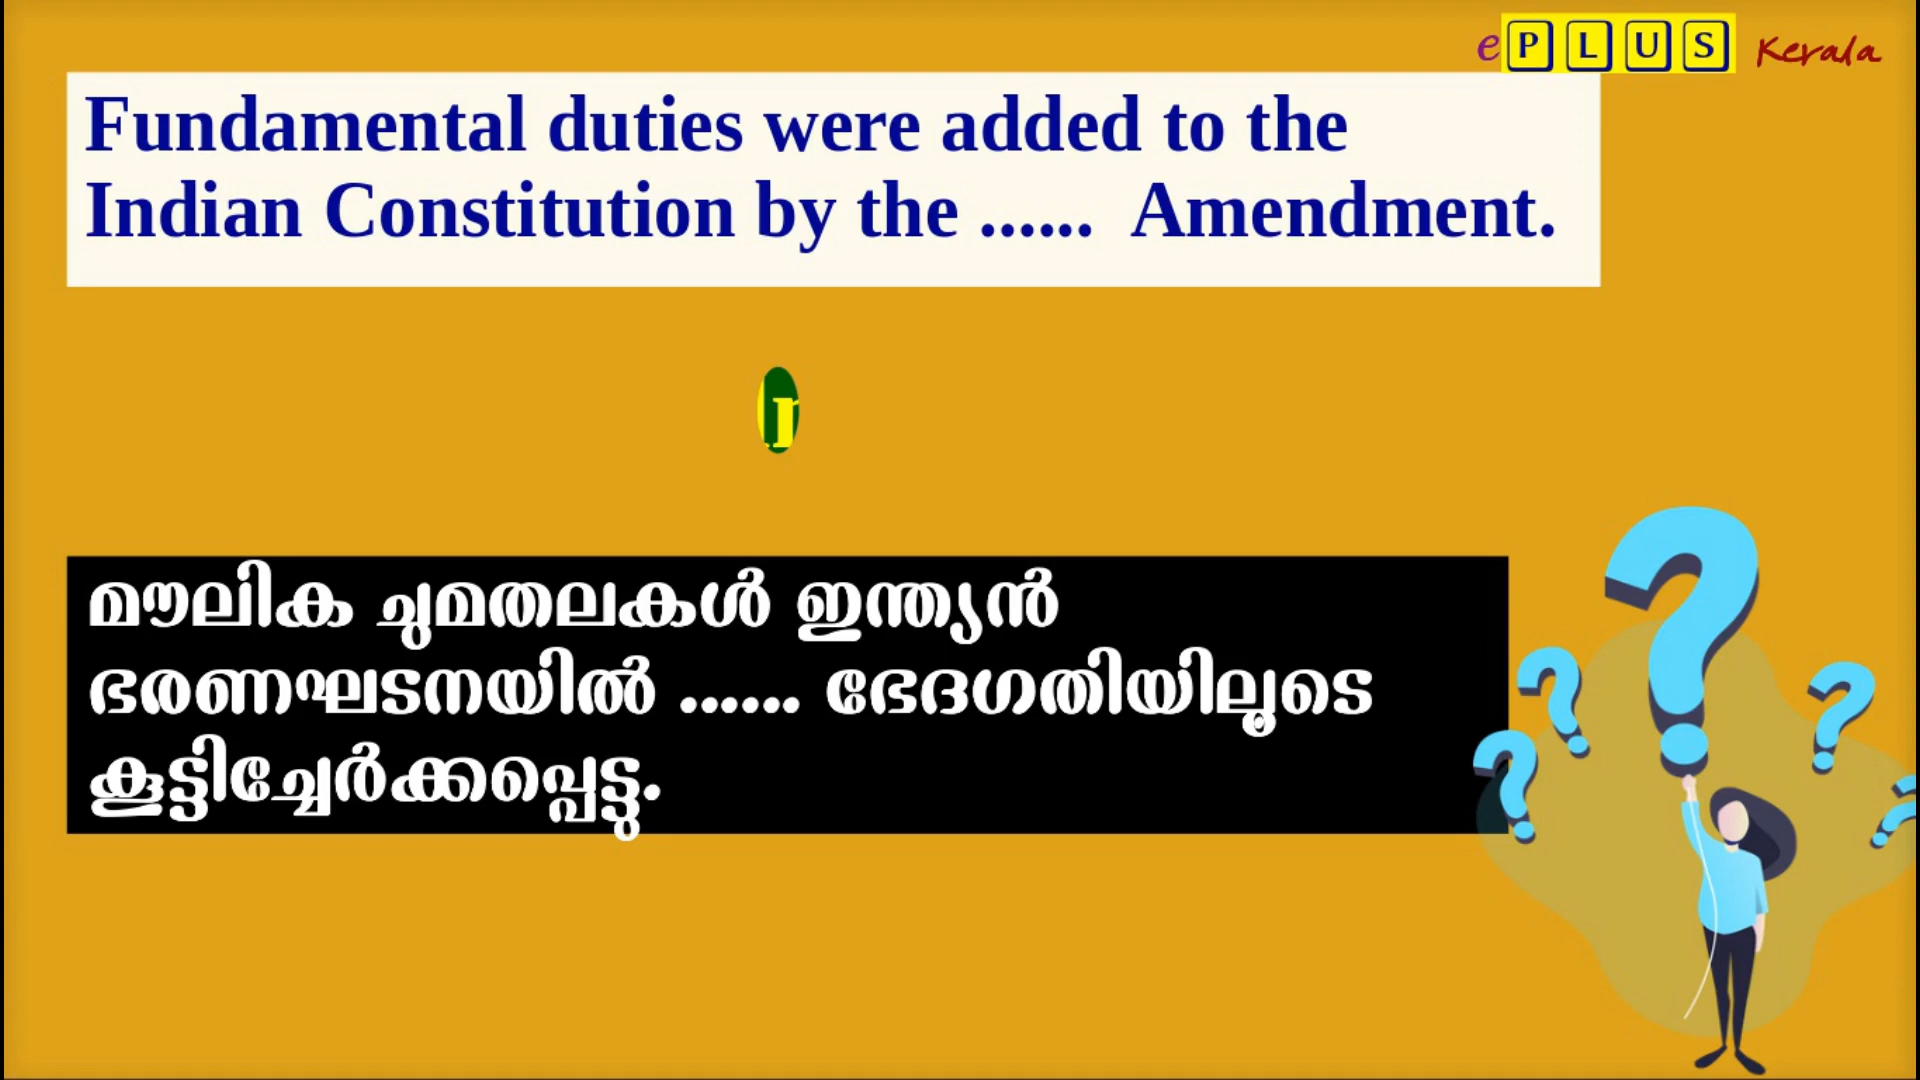 ePLUS Kerala
Fundamental duties were added to the
Indian Constitution by the ...... Amendment.
മൗലിക ചുമതലകൾ ഇന്ത്യൻ
ഭരണഘടനയിൽ ...... ഭേദഗതിയിലൂടെ
കൂട്ടിച്ചേർക്കപ്പെട്ടു.